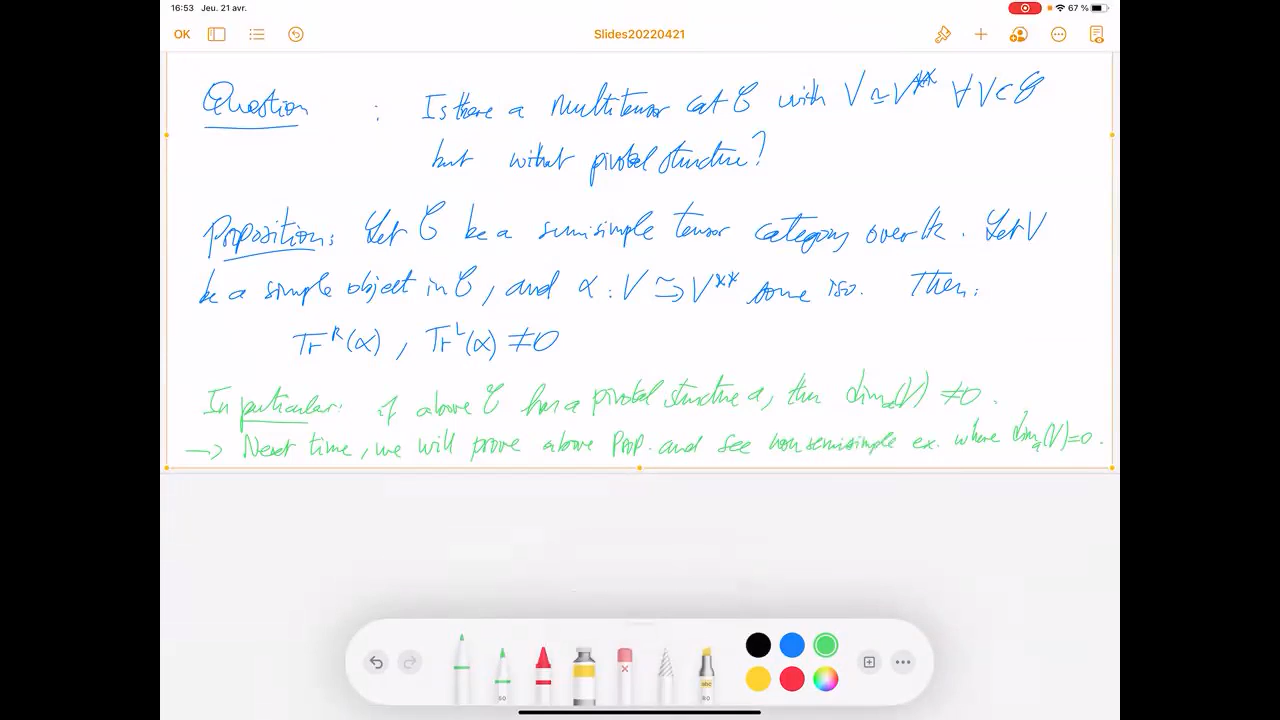 16:53 Jeu. 21 avr.
67 %
OK
Slides20220421
Question : Is there a multitensor cat 𝒞 with V ≃ V** ∀ V ∈ 𝒞
but without pivotal structure?
Proposition: Let 𝒞 be a semisimple tensor category over 𝕜. Let V
be a simple object in 𝒞, and α : V ≃→ V** some iso. Then:
Tr^R(α), Tr^L(α) ≠ 0
In particular: if above 𝒞 has a pivotal structure a, then dim_a(V) ≠ 0.
→ Next time, we will prove above Prop. and see non semisimple ex. where dim_a(V)=0.
50
80